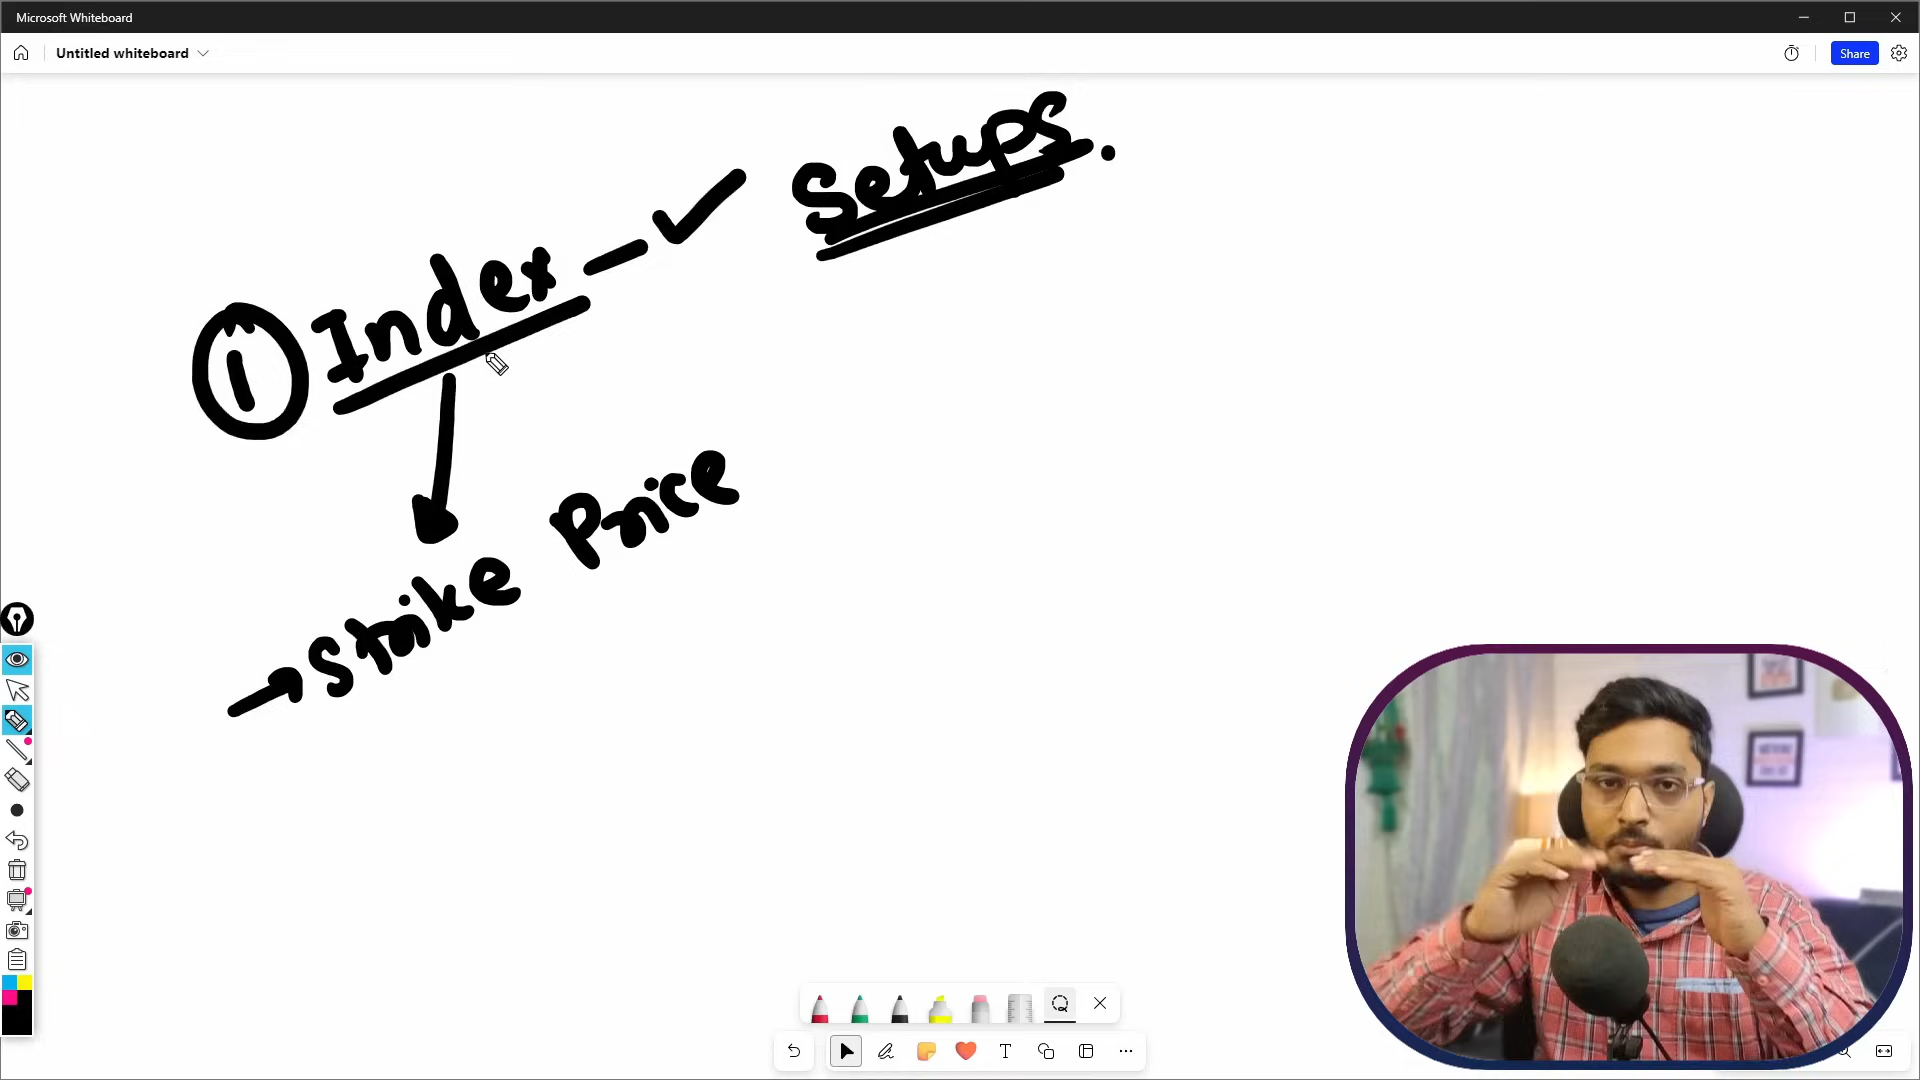 Microsoft Whiteboard
Untitled whiteboard
Share
Setups.
① Index - ✓
→ Strike Price
T